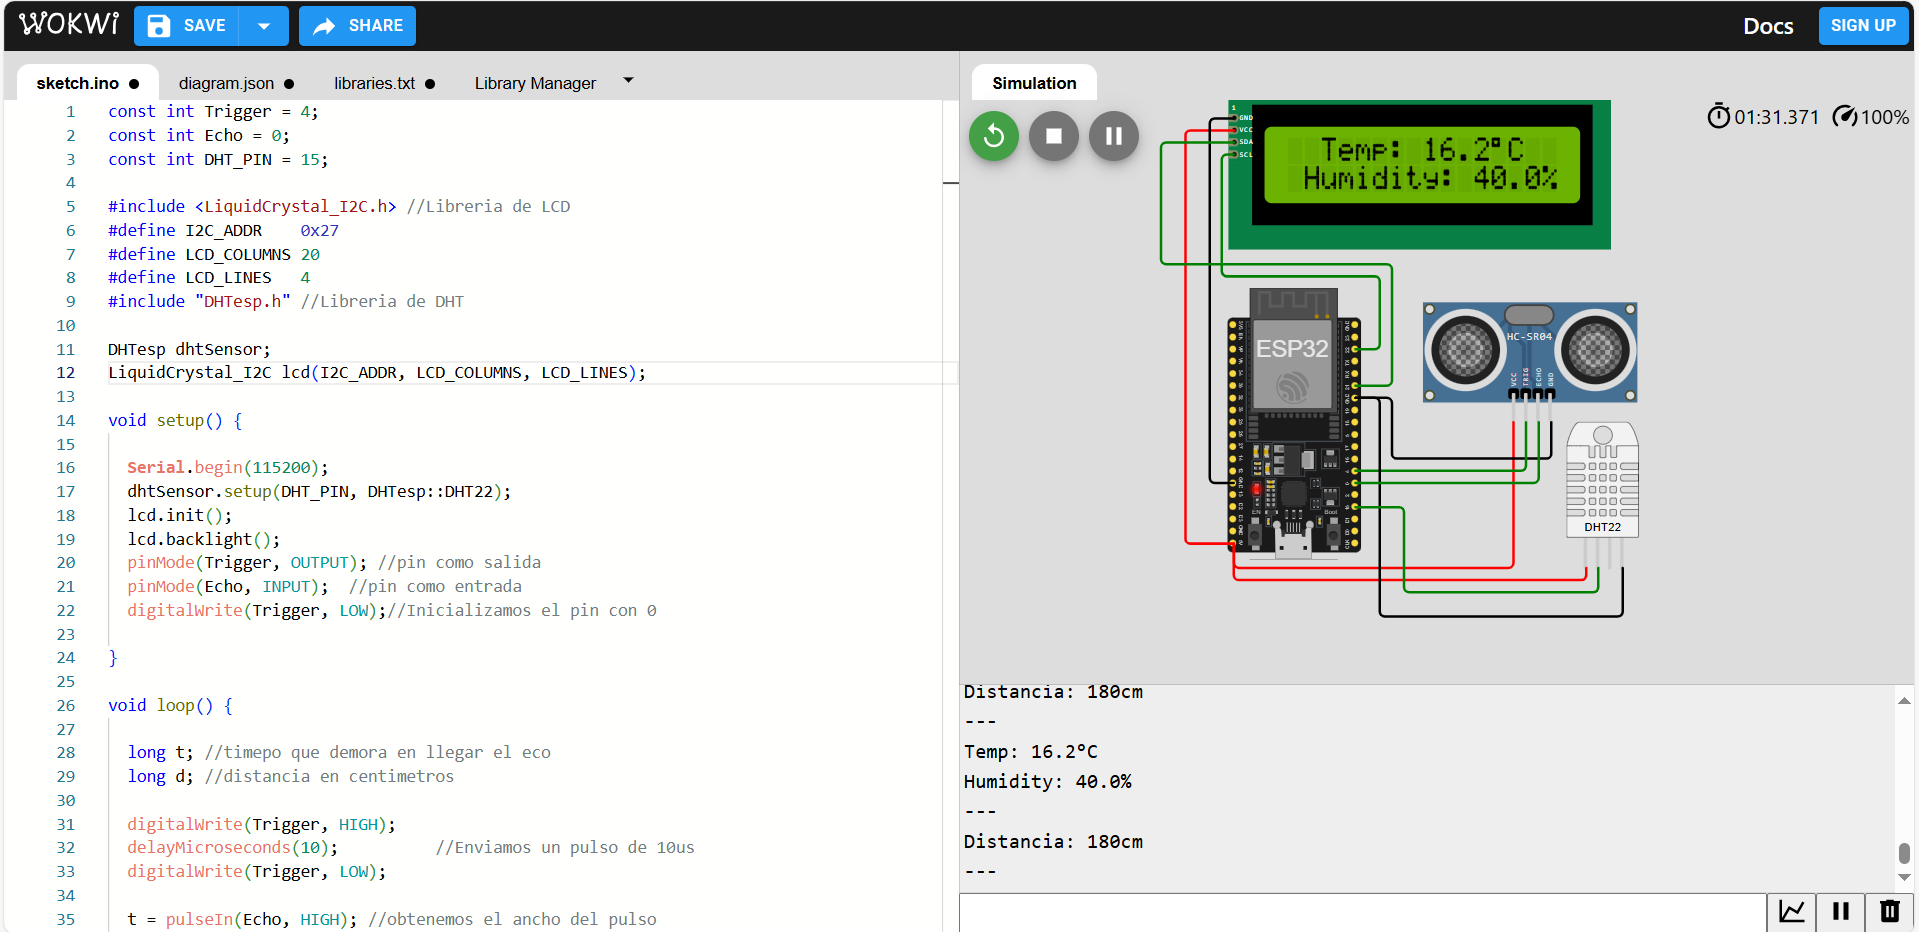 WOKWI SAVE SHARE Docs SIGN UP
sketch.ino ● diagram.json ● libraries.txt ● Library Manager
1 const int Trigger = 4;
2 const int Echo = 0;
3 const int DHT_PIN = 15;
4
5 #include <LiquidCrystal_I2C.h> //Libreria de LCD
6 #define I2C_ADDR    0x27
7 #define LCD_COLUMNS 20
8 #define LCD_LINES   4
9 #include "DHTesp.h" //Libreria de DHT
10
11 DHTesp dhtSensor;
12 LiquidCrystal_I2C lcd(I2C_ADDR, LCD_COLUMNS, LCD_LINES);
13
14 void setup() {
15
16   Serial.begin(115200);
17   dhtSensor.setup(DHT_PIN, DHTesp::DHT22);
18   lcd.init();
19   lcd.backlight();
20   pinMode(Trigger, OUTPUT); //pin como salida
21   pinMode(Echo, INPUT);  //pin como entrada
22   digitalWrite(Trigger, LOW);//Inicializamos el pin con 0
23
24 }
25
26 void loop() {
27
28   long t; //timepo que demora en llegar el eco
29   long d; //distancia en centimetros
30
31   digitalWrite(Trigger, HIGH);
32   delayMicroseconds(10);          //Enviamos un pulso de 10us
33   digitalWrite(Trigger, LOW);
34
35   t = pulseIn(Echo, HIGH); //obtenemos el ancho del pulso
Simulation
01:31.371 100%
1
GND
VCC
SDA
SCL
Temp: 16.2°C
Humidity: 40.0%
ESP32
EN
Boot
HC-SR04
VCC
TRIG
ECHO
GND
DHT22
Distancia: 180cm
---
Temp: 16.2°C
Humidity: 40.0%
---
Distancia: 180cm
---